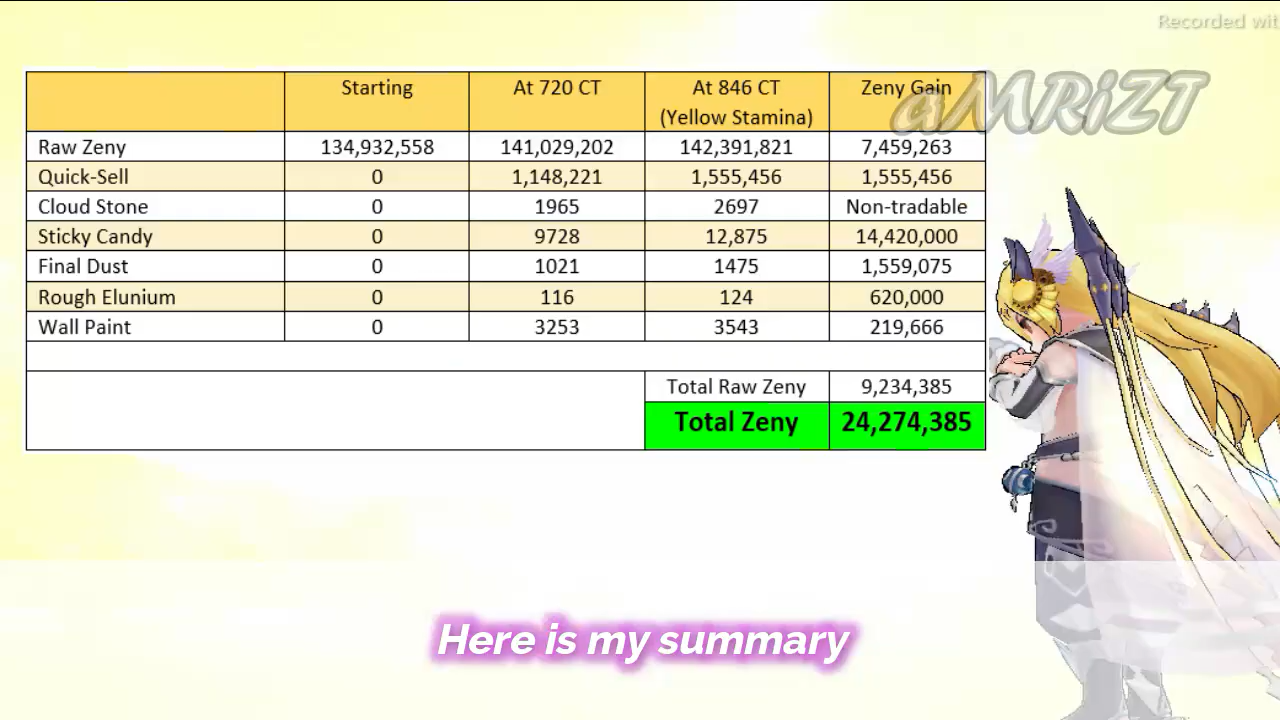 Recorded wit
Starting At 720 CT At 846 CT Zeny Gain
(Yellow Stamina)
aMRiZT
Raw Zeny 134,932,558 141,029,202 142,391,821 7,459,263
Quick-Sell 0 1,148,221 1,555,456 1,555,456
Cloud Stone 0 1965 2697 Non-tradable
Sticky Candy 0 9728 12,875 14,420,000
Final Dust 0 1021 1475 1,559,075
Rough Elunium 0 116 124 620,000
Wall Paint 0 3253 3543 219,666
Total Raw Zeny 9,234,385
Total Zeny 24,274,385
Here is my summary